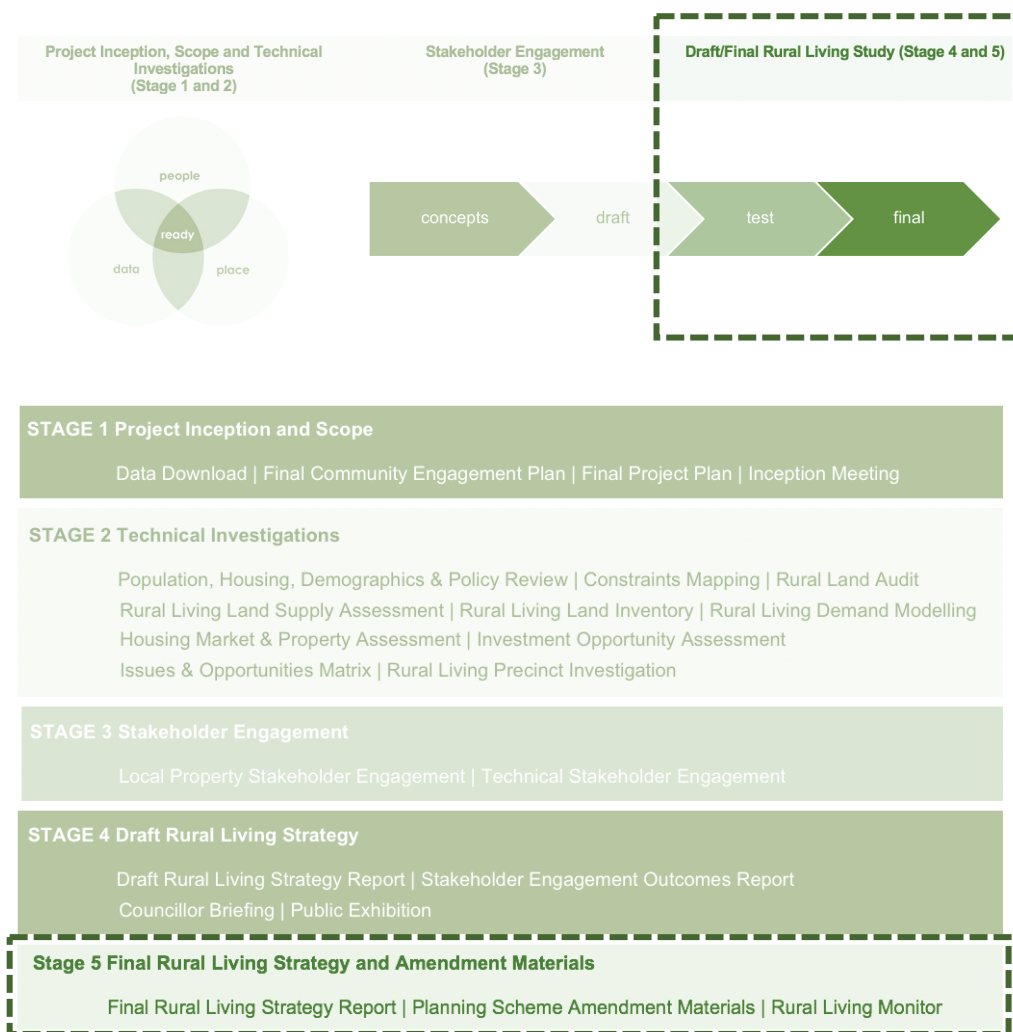 Project Inception, Scope and Technical
Investigations
(Stage 1 and 2)
Stakeholder Engagement
(Stage 3)
Draft/Final Rural Living Study (Stage 4 and 5)
people
ready
data
place
concepts
draft
test
final
STAGE 1 Project Inception and Scope
Data Download | Final Community Engagement Plan | Final Project Plan | Inception Meeting
STAGE 2 Technical Investigations
Population, Housing, Demographics & Policy Review | Constraints Mapping | Rural Land Audit
Rural Living Land Supply Assessment | Rural Living Land Inventory | Rural Living Demand Modelling
Housing Market & Property Assessment | Investment Opportunity Assessment
Issues & Opportunities Matrix | Rural Living Precinct Investigation
STAGE 3 Stakeholder Engagement
Local Property Stakeholder Engagement | Technical Stakeholder Engagement
STAGE 4 Draft Rural Living Strategy
Draft Rural Living Strategy Report | Stakeholder Engagement Outcomes Report
Councillor Briefing | Public Exhibition
Stage 5 Final Rural Living Strategy and Amendment Materials
Final Rural Living Strategy Report | Planning Scheme Amendment Materials | Rural Living Monitor